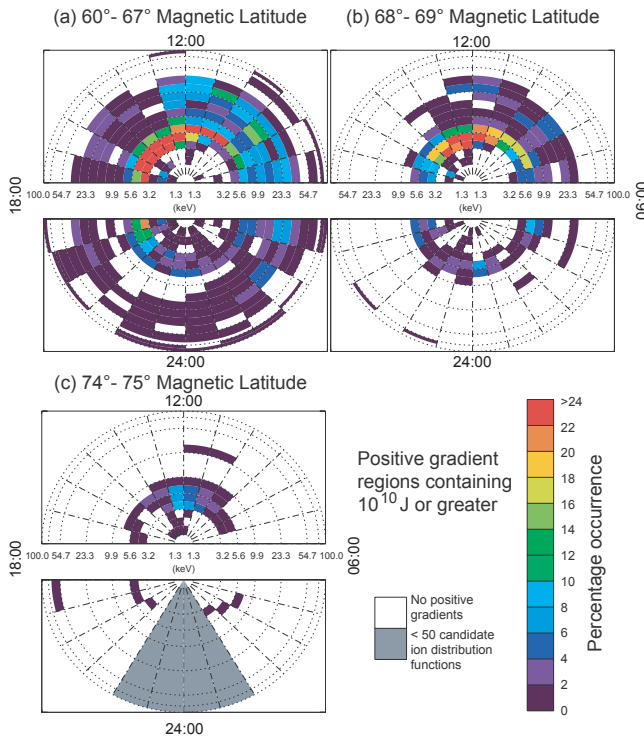 (a) 60°- 67° Magnetic Latitude
12:00
(b) 68°- 69° Magnetic Latitude
12:00
18:00
100.0 54.7 23.3 9.9 5.6 3.2 1.3 1.3 3.2 5.6 9.9 23.3 54.7
(keV)
100.0 54.7 23.3 9.9 5.6 3.2 1.3 1.3 3.2 5.6 9.9 23.3 54.7 100.0
(keV)
06:00
24:00
24:00
(c) 74°- 75° Magnetic Latitude
12:00
18:00
100.0 54.7 23.3 9.9 5.6 3.2 1.3 1.3 3.2 5.6 9.9 23.3 54.7 100.0
(keV)
06:00
24:00
Positive gradient
regions containing
10¹⁰ J or greater
No positive
gradients
< 50 candidate
ion distribution
functions
>24
22
20
18
16
14
12
10
8
6
4
2
0
Percentage occurrence